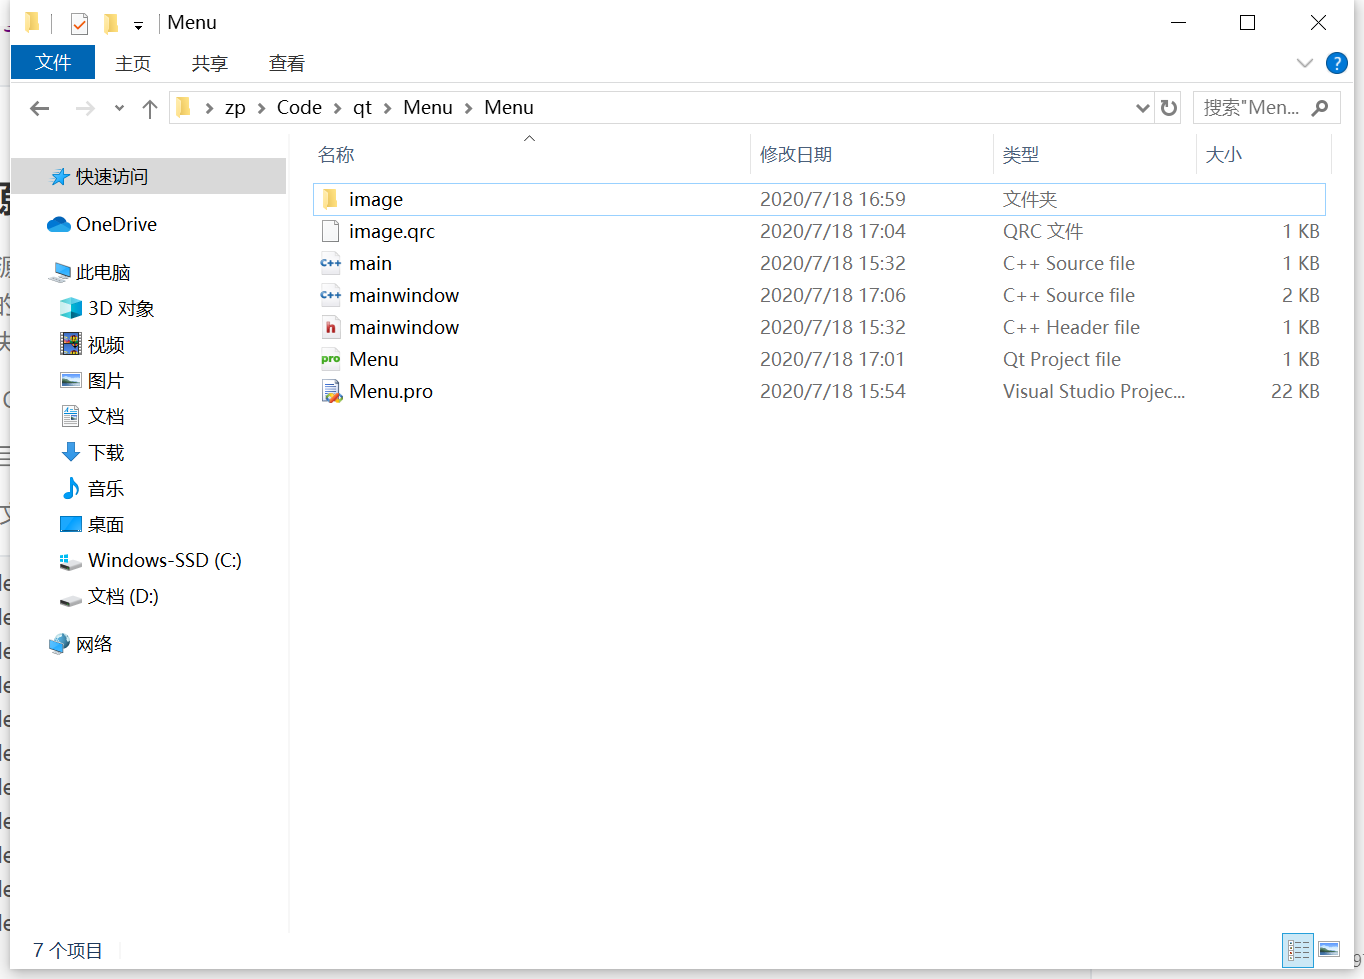 Menu
文件 主页 共享 查看
zp Code qt Menu Menu 搜索"Men...
名称 修改日期 类型 大小
快速访问
OneDrive
此电脑
3D 对象
视频
图片
文档
下载
音乐
桌面
Windows-SSD (C:)
文档 (D:)
网络
image 2020/7/18 16:59 文件夹
image.qrc 2020/7/18 17:04 QRC 文件 1 KB
main 2020/7/18 15:32 C++ Source file 1 KB
mainwindow 2020/7/18 17:06 C++ Source file 2 KB
mainwindow 2020/7/18 15:32 C++ Header file 1 KB
Menu 2020/7/18 17:01 Qt Project file 1 KB
Menu.pro 2020/7/18 15:54 Visual Studio Projec... 22 KB
7 个项目